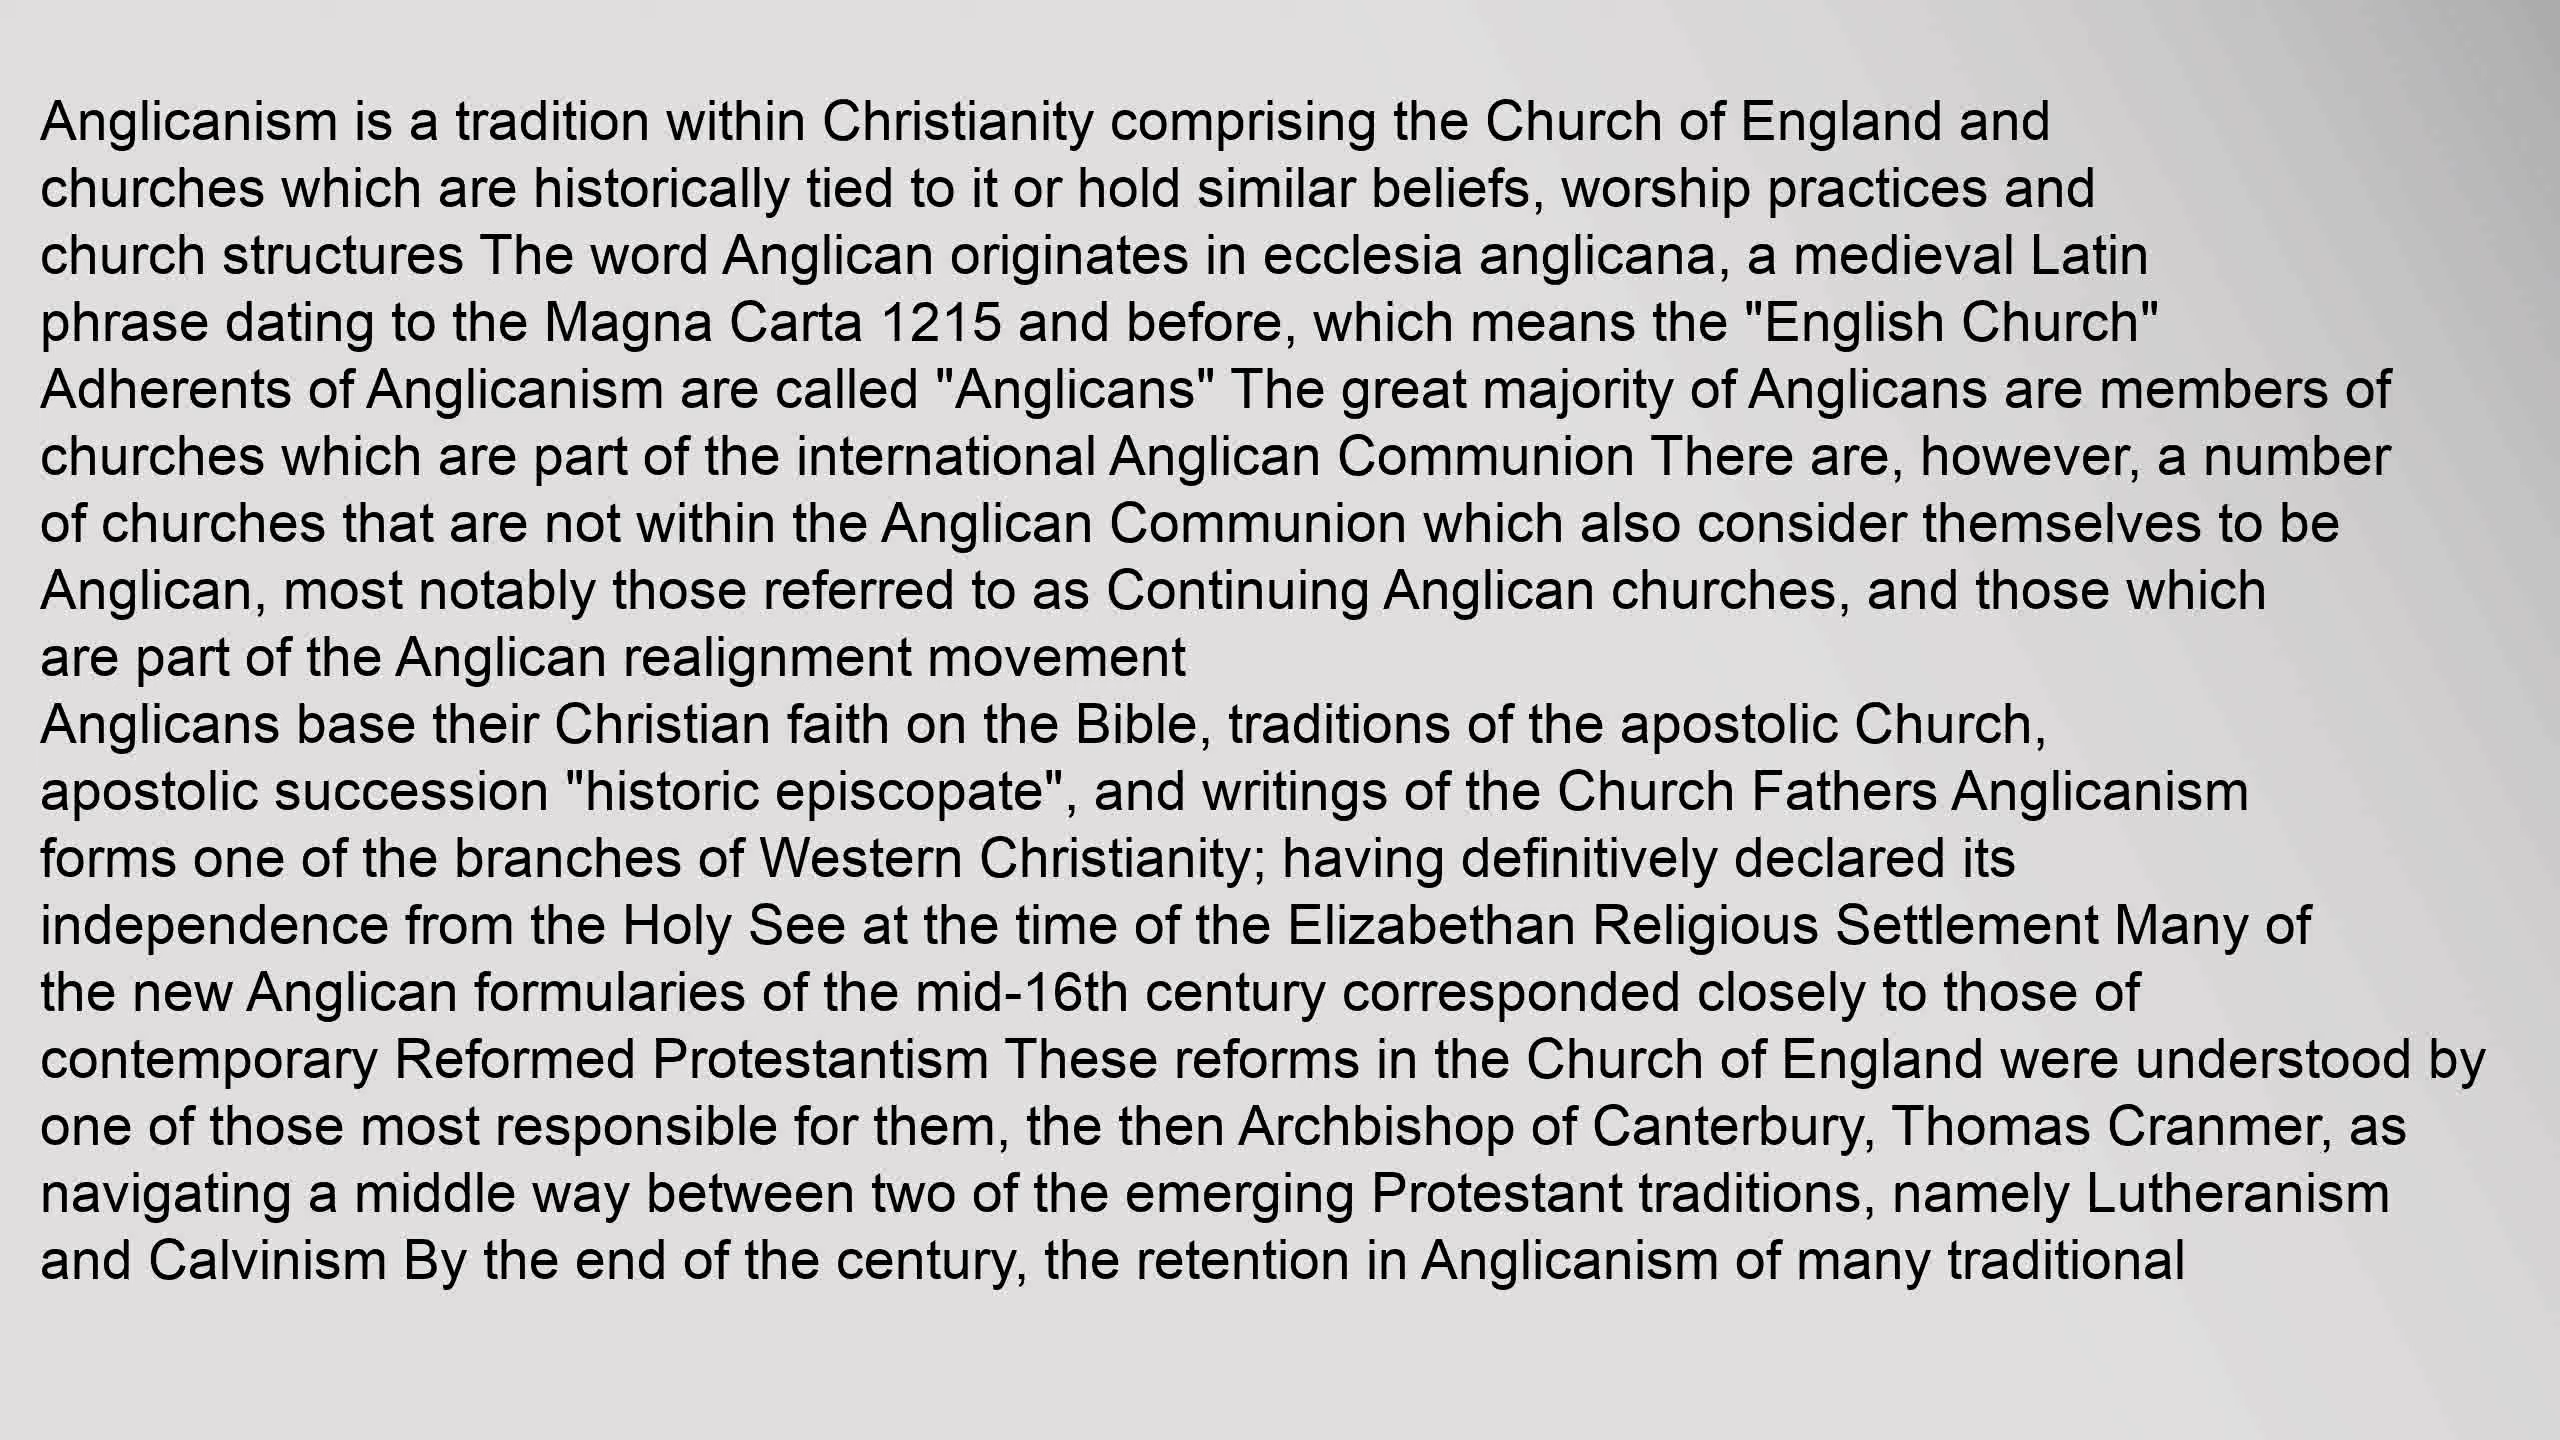 Anglicanism is a tradition within Christianity comprising the Church of England and
churches which are historically tied to it or hold similar beliefs, worship practices and
church structures The word Anglican originates in ecclesia anglicana, a medieval Latin
phrase dating to the Magna Carta 1215 and before, which means the "English Church"
Adherents of Anglicanism are called "Anglicans" The great majority of Anglicans are members of
churches which are part of the international Anglican Communion There are, however, a number
of churches that are not within the Anglican Communion which also consider themselves to be
Anglican, most notably those referred to as Continuing Anglican churches, and those which
are part of the Anglican realignment movement
Anglicans base their Christian faith on the Bible, traditions of the apostolic Church,
apostolic succession "historic episcopate", and writings of the Church Fathers Anglicanism
forms one of the branches of Western Christianity; having definitively declared its
independence from the Holy See at the time of the Elizabethan Religious Settlement Many of
the new Anglican formularies of the mid-16th century corresponded closely to those of
contemporary Reformed Protestantism These reforms in the Church of England were understood by
one of those most responsible for them, the then Archbishop of Canterbury, Thomas Cranmer, as
navigating a middle way between two of the emerging Protestant traditions, namely Lutheranism
and Calvinism By the end of the century, the retention in Anglicanism of many traditional